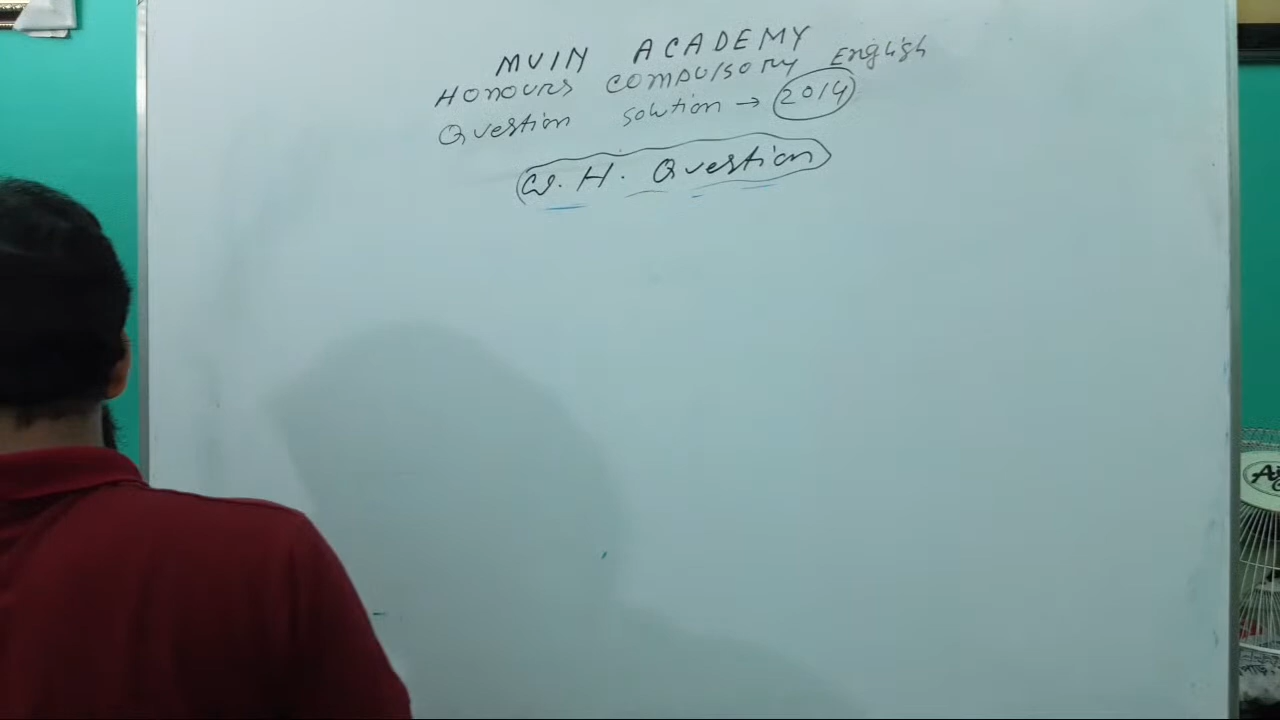 MUIN ACADEMY
HONOURS COMPULSORY English
Question Solution → 2014
W.H. Question